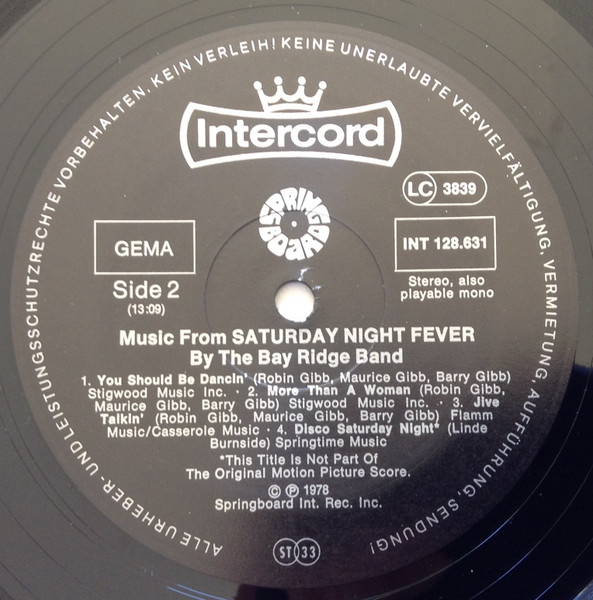 ALLE URHEBER- UND LEISTUNGSSCHUTZRECHTE VORBEHALTEN. KEIN VERLEIH! KEINE UNERLAUBTE VERVIELFÄLTIGUNG, VERMIETUNG, AUFFÜHRUNG, SENDUNG!
Intercord
LC 3839
SPRING BOARD
GEMA
INT 128.631
Side 2
(13:09)
Stereo, also
playable mono
Music From SATURDAY NIGHT FEVER
By The Bay Ridge Band
1. You Should Be Dancin' (Robin Gibb, Maurice Gibb, Barry Gibb)
Stigwood Music Inc. · 2. More Than A Woman (Robin Gibb,
Maurice Gibb, Barry Gibb) Stigwood Music Inc. · 3. Jive
Talkin' (Robin Gibb, Maurice Gibb, Barry Gibb) Flamm
Music/Casserole Music · 4. Disco Saturday Night* (Linde
Burnside) Springtime Music
*This Title Is Not Part Of
The Original Motion Picture Score.
© ℗ 1978
Springboard Int. Rec. Inc.
ST 33